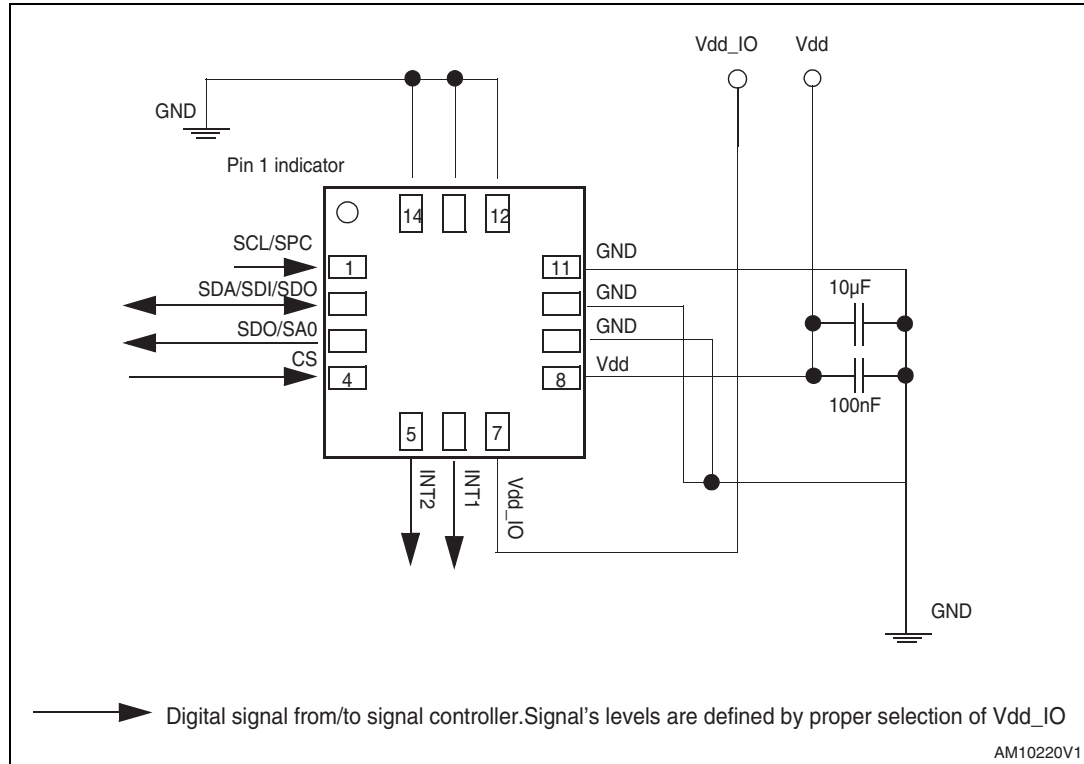 Vdd_IO
Vdd
GND
Pin 1 indicator
14
12
SCL/SPC
1
11
GND
SDA/SDI/SDO
GND
10µF
SDO/SA0
GND
CS
4
8
Vdd
100nF
5
7
INT2
INT1
Vdd_IO
GND
Digital signal from/to signal controller.Signal's levels are defined by proper selection of Vdd_IO
AM10220V1